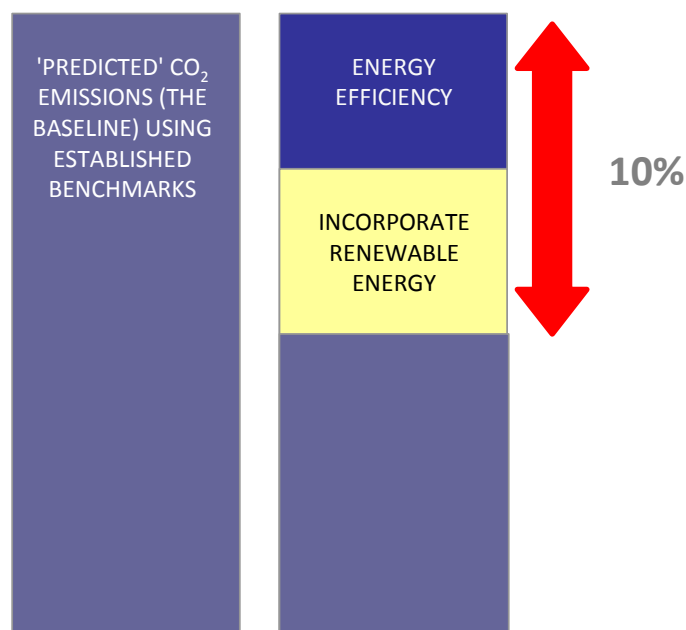 'PREDICTED' CO₂
EMISSIONS (THE
BASELINE) USING
ESTABLISHED
BENCHMARKS
ENERGY
EFFICIENCY
INCORPORATE
RENEWABLE
ENERGY
10%